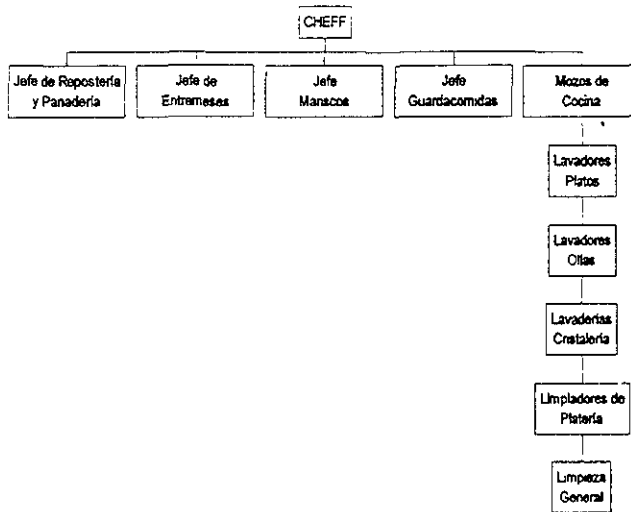 CHEFF
Jefe de Repostería
y Panadería
Jefe de
Entremeses
Jefe
Mariscos
Jefe
Guardacomidas
Mozos de
Cocina
Lavadores
Platos
Lavadores
Ollas
Lavaderías
Cristalería
Limpiadores de
Platería
Limpieza
General